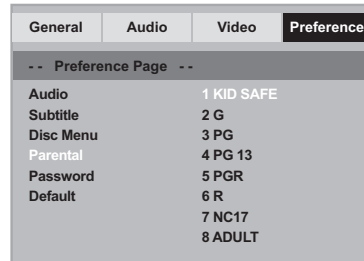 General Audio Video Preference
- - Preference Page - -
Audio 1 KID SAFE
Subtitle 2 G
Disc Menu 3 PG
Parental 4 PG 13
Password 5 PGR
Default 6 R
7 NC17
8 ADULT